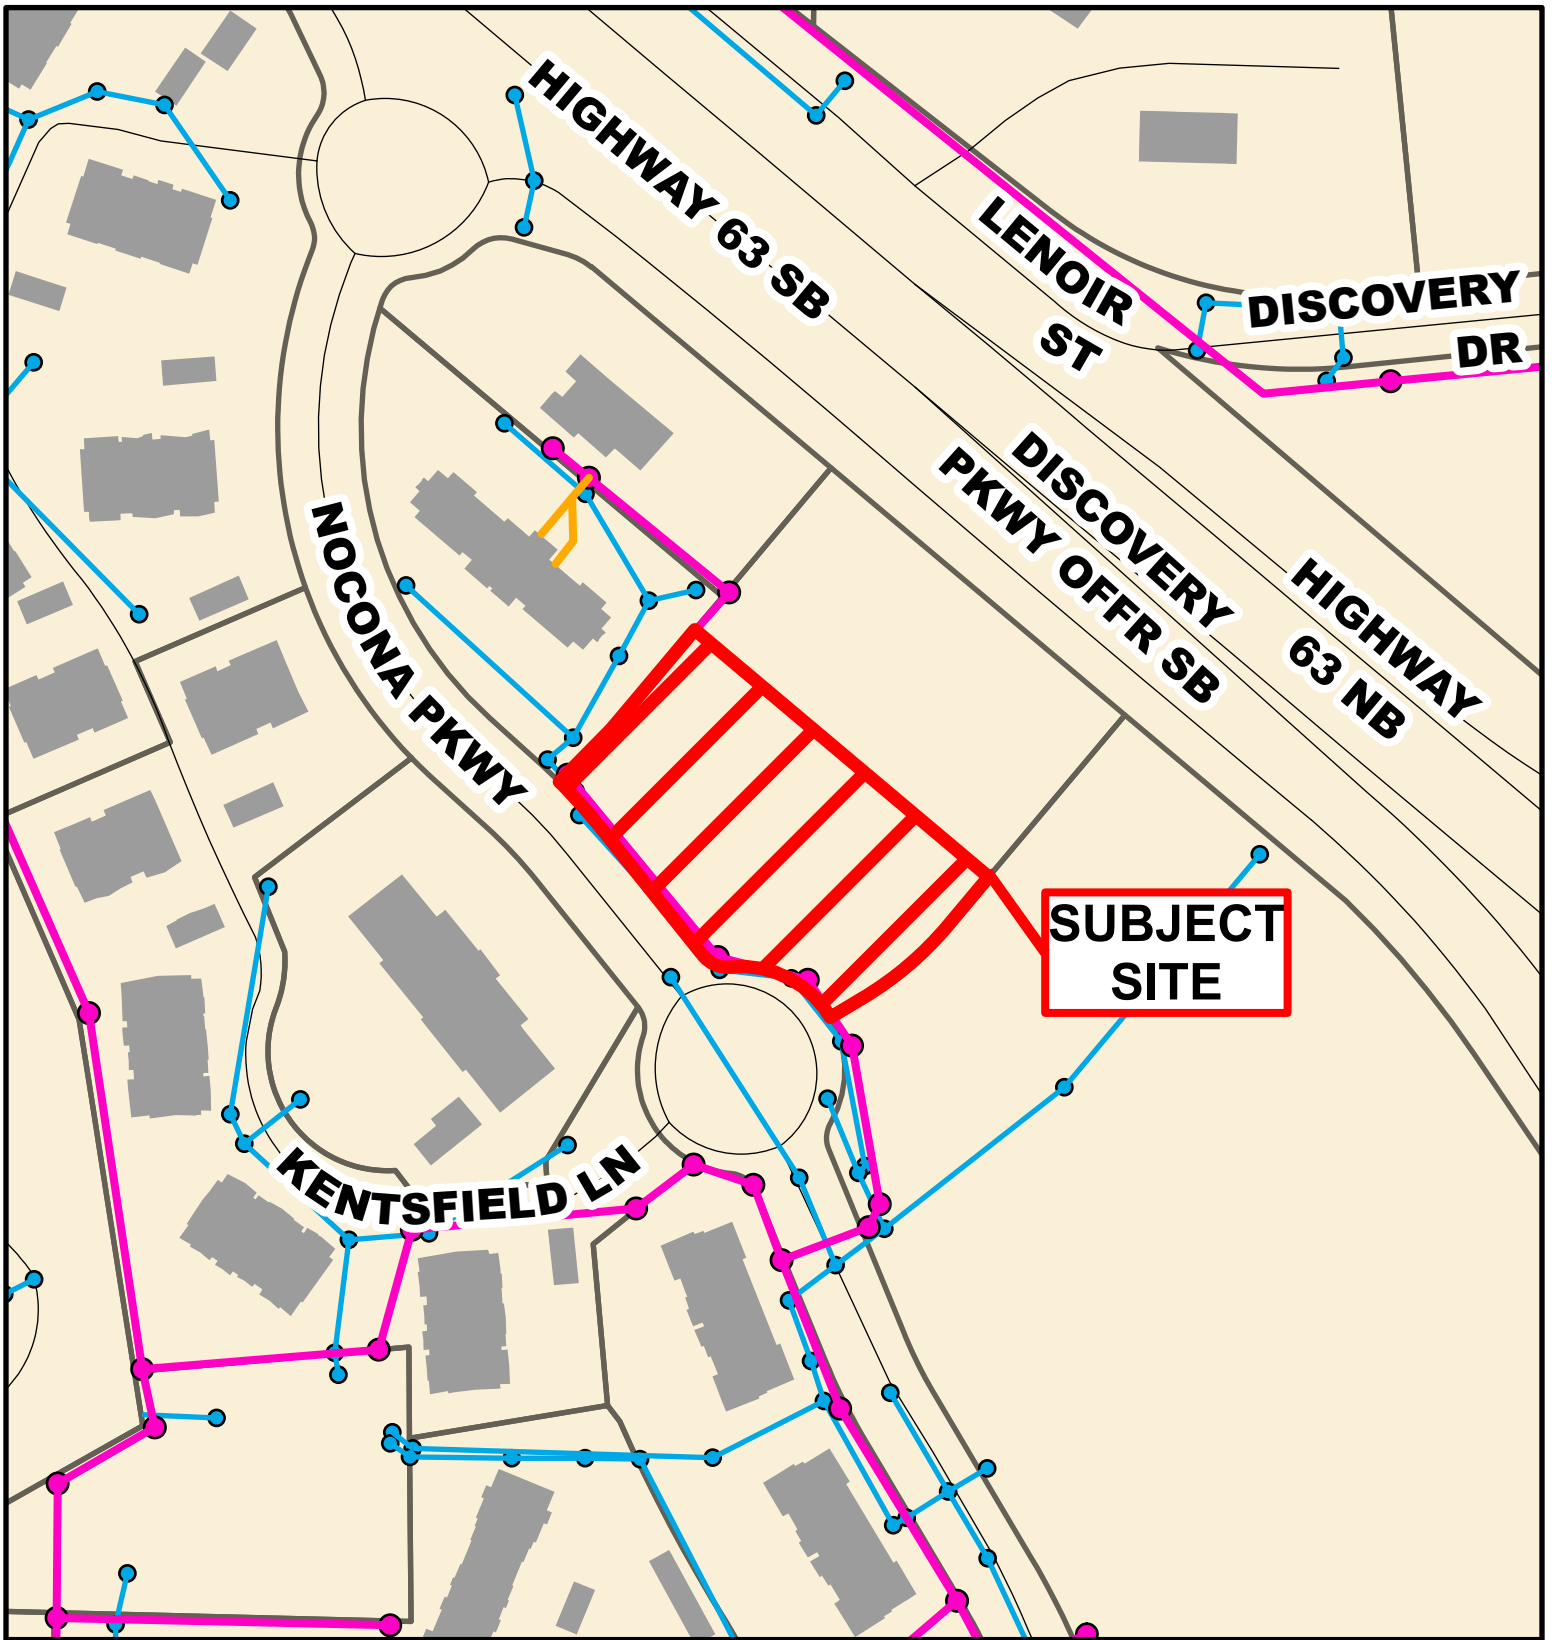 HIGHWAY 63 SB
LENOIR
ST
DISCOVERY
DR
DISCOVERY
PKWY OFFR SB
HIGHWAY
63 NB
NOCONA PKWY
SUBJECT
SITE
KENTSFIELD LN